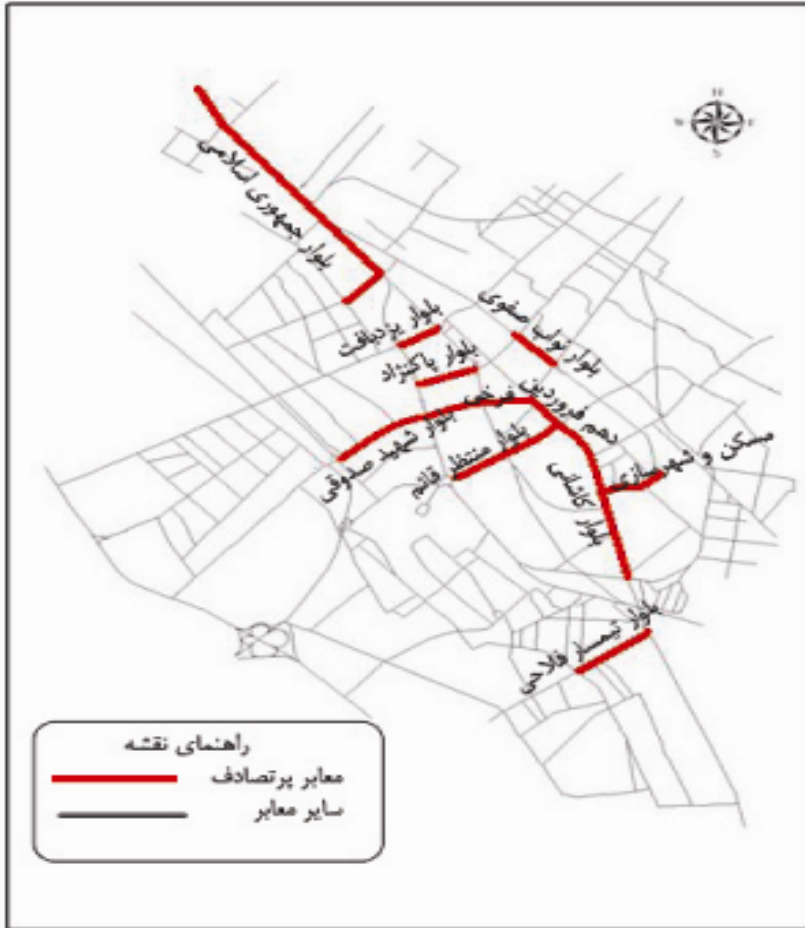 N
W E
S
بلوار جمهوری اسلامی
بلوار یزدبافت
بلوار نواب صفوی
بلوار پاکنژاد
دهم فروردین
فرخی
بلوار شهید صدوقی
بلوار منتظر قائم
مسکن و شهرسازی
بلوار کاشانی
بلوار تیمسار فلاحی
راهنمای نقشه
معابر پرتصادف
سایر معابر